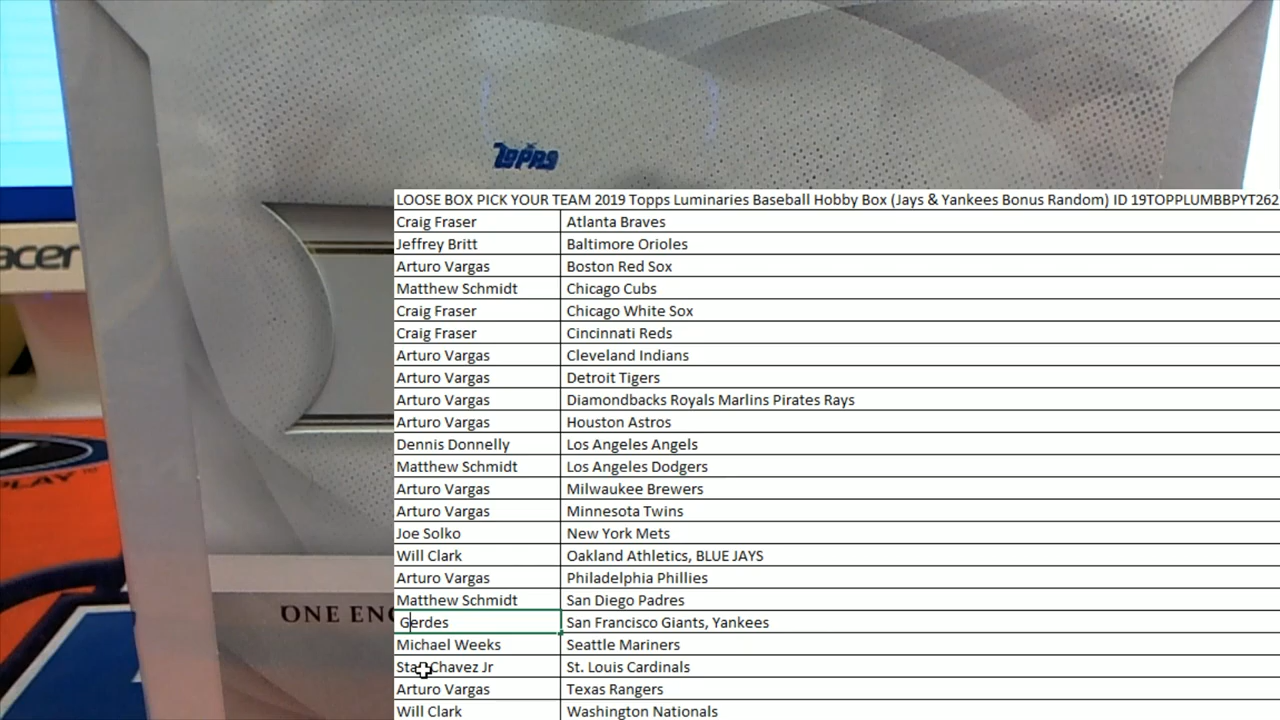 acer
PLAY™
TOPPS
ONE
LOOSE BOX PICK YOUR TEAM 2019 Topps Luminaries Baseball Hobby Box (Jays & Yankees Bonus Random) ID 19TOPPLUMBBPYT262
Craig Fraser Atlanta Braves
Jeffrey Britt Baltimore Orioles
Arturo Vargas Boston Red Sox
Matthew Schmidt Chicago Cubs
Craig Fraser Chicago White Sox
Craig Fraser Cincinnati Reds
Arturo Vargas Cleveland Indians
Arturo Vargas Detroit Tigers
Arturo Vargas Diamondbacks Royals Marlins Pirates Rays
Arturo Vargas Houston Astros
Dennis Donnelly Los Angeles Angels
Matthew Schmidt Los Angeles Dodgers
Arturo Vargas Milwaukee Brewers
Arturo Vargas Minnesota Twins
Joe Solko New York Mets
Will Clark Oakland Athletics, BLUE JAYS
Arturo Vargas Philadelphia Phillies
Matthew Schmidt San Diego Padres
Gerdes San Francisco Giants, Yankees
Michael Weeks Seattle Mariners
Chavez Jr St. Louis Cardinals
Arturo Vargas Texas Rangers
Will Clark Washington Nationals